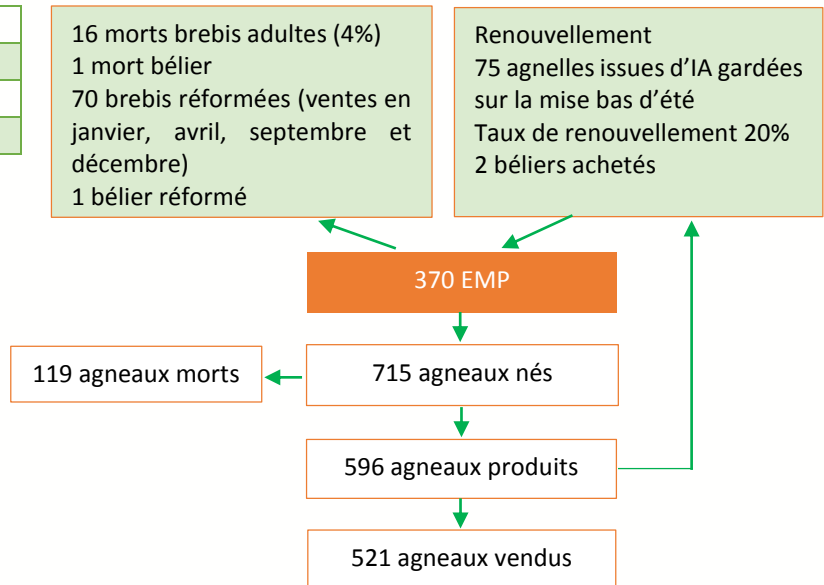 16 morts brebis adultes (4%)
1 mort bélier
70 brebis réformées (ventes en
janvier, avril, septembre et
décembre)
1 bélier réformé
Renouvellement
75 agnelles issues d'IA gardées
sur la mise bas d'été
Taux de renouvellement 20%
2 béliers achetés
370 EMP
119 agneaux morts
715 agneaux nés
596 agneaux produits
521 agneaux vendus